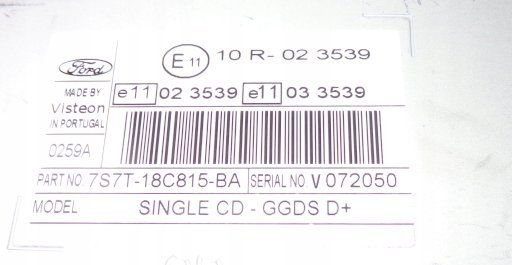 Ford
E 11 10 R- 02 3539
MADE BY
Visteon
IN PORTUGAL
e11 02 3539 e11 03 3539
0259A
PART NO. 7S7T-18C815-BA SERIAL NO. V 072050
MODEL SINGLE CD - GGDS D+